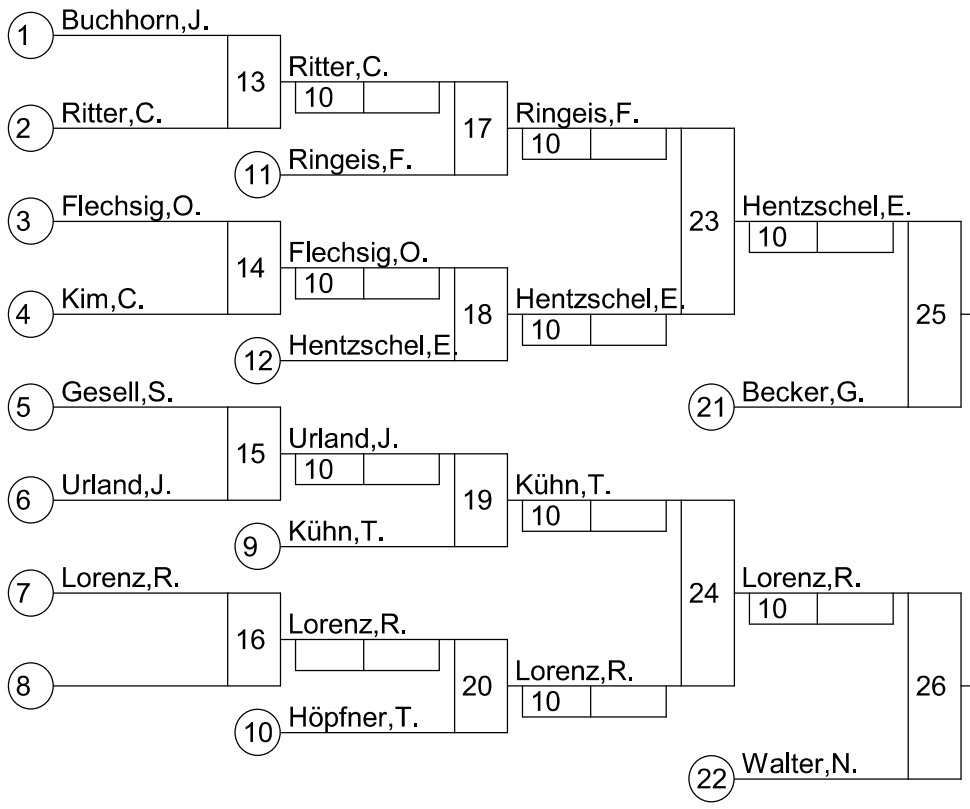 1 Buchhorn,J.
13
Ritter,C.
10
2 Ritter,C.
17
Ringeis,F.
10
11 Ringeis,F.
3 Flechsig,O.
23
Hentzschel,E.
10
14
Flechsig,O.
10
4 Kim,C.
18
Hentzschel,E.
10
25
12 Hentzschel,E.
5 Gesell,S.
21 Becker,G.
15
Urland,J.
10
6 Urland,J.
19
Kühn,T.
10
9 Kühn,T.
7 Lorenz,R.
24
Lorenz,R.
10
16
Lorenz,R.
8
20
Lorenz,R.
10
26
10 Höpfner,T.
22 Walter,N.